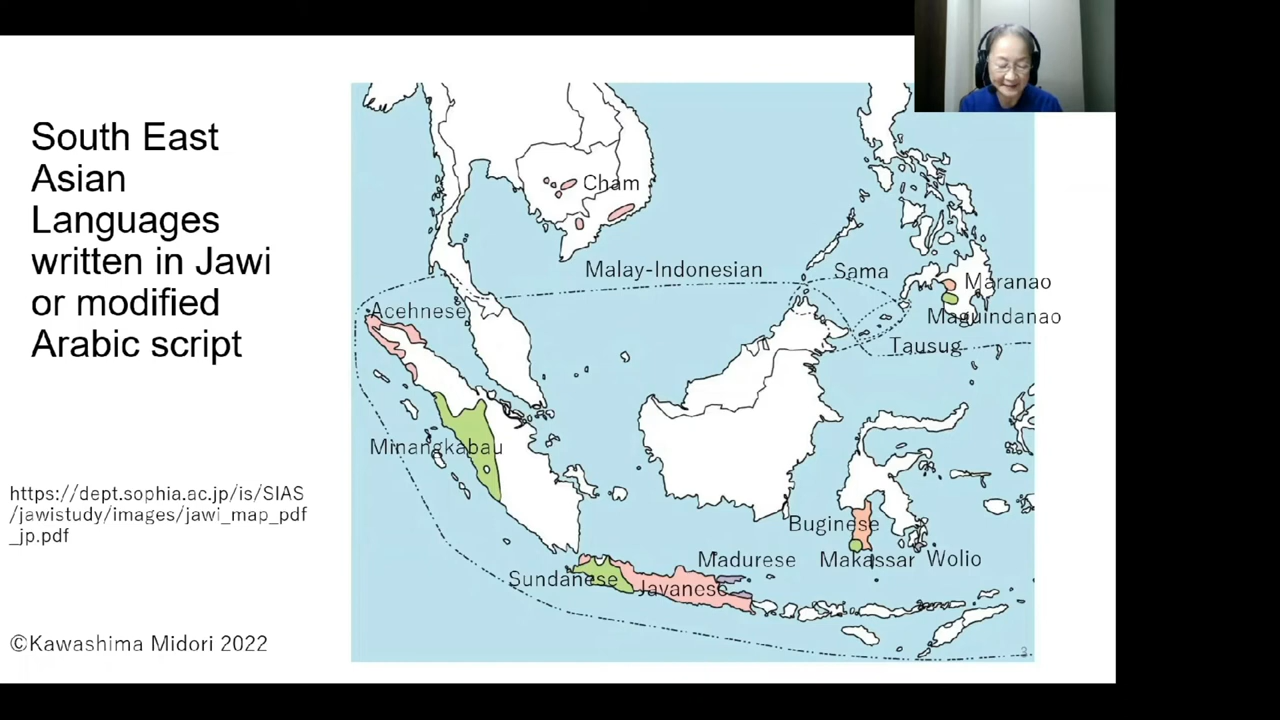 South East
Asian
Languages
written in Jawi
or modified
Arabic script
https://dept.sophia.ac.jp/is/SIAS
/jawistudy/images/jawi_map_pdf
_jp.pdf
©Kawashima Midori 2022
Cham
Malay-Indonesian
Sama
Maranao
Acehnese
Maguindanao
Tausug
Minangkabau
Buginese
Madurese
Makassar
Wolio
Sundanese
Javanese
3